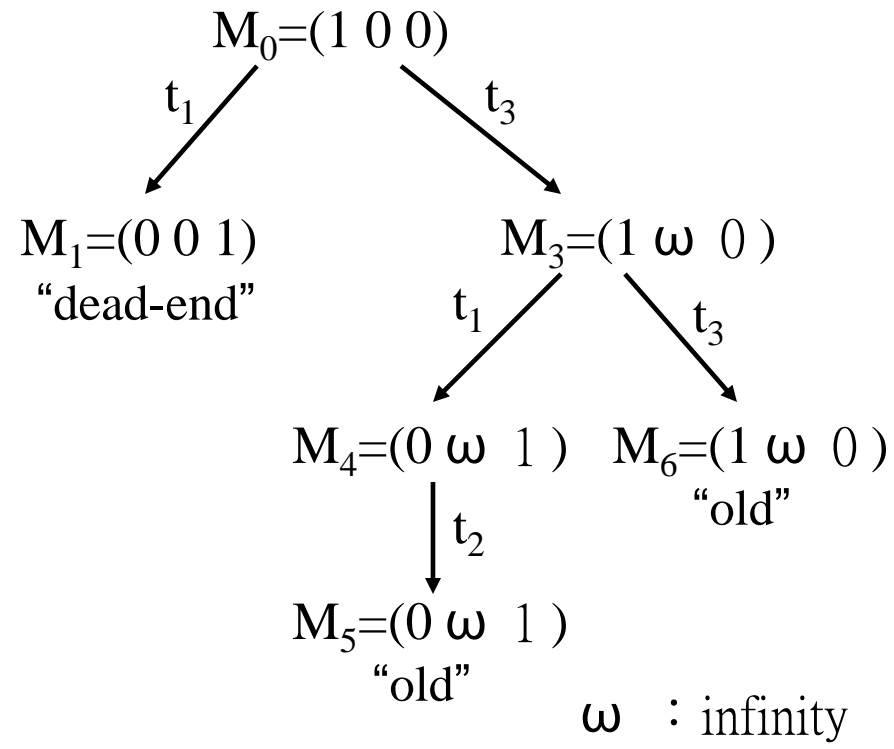 M₀=(1 0 0)
t₁ t₃
M₁=(0 0 1) M₃=(1 ω 0 )
“dead-end”
t₁ t₃
M₄=(0 ω 1 ) M₆=(1 ω 0 )
“old”
t₂
M₅=(0 ω 1 )
“old”
ω : infinity